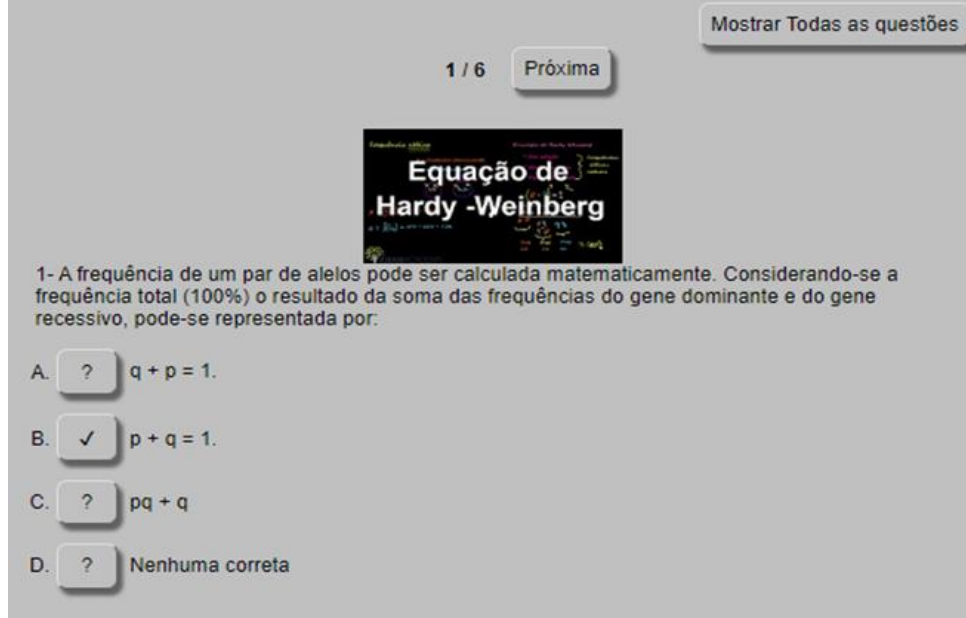 Mostrar Todas as questões
1 / 6 Próxima
Equação de
Hardy -Weinberg
1- A frequência de um par de alelos pode ser calculada matematicamente. Considerando-se a
frequência total (100%) o resultado da soma das frequências do gene dominante e do gene
recessivo, pode-se representada por:
A. ? q + p = 1.
B. ✓ p + q = 1.
C. ? pq + q
D. ? Nenhuma correta